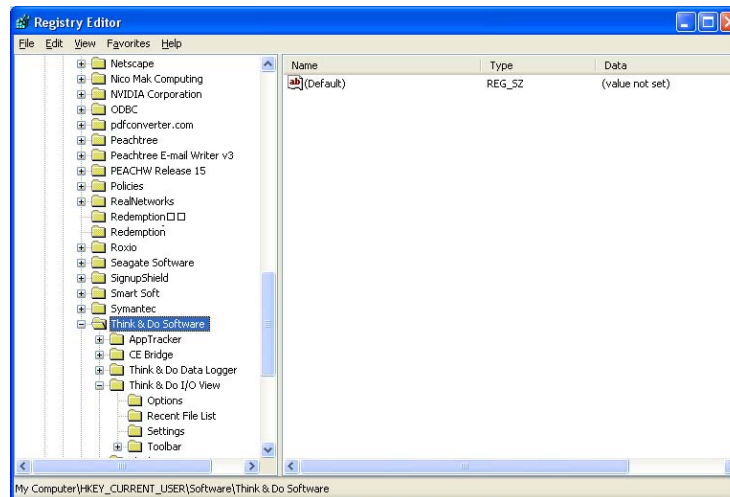 Registry Editor
File Edit View Favorites Help
Netscape
Nico Mak Computing
NVIDIA Corporation
ODBC
pdfconverter.com
Peachtree
Peachtree E-mail Writer v3
PEACHW Release 15
Policies
RealNetworks
Redemption□□
Redemption
Roxio
Seagate Software
SignupShield
Smart Soft
Symantec
Think & Do Software
AppTracker
CE Bridge
Think & Do Data Logger
Think & Do I/O View
Options
Recent File List
Settings
Toolbar
Name Type Data
ab (Default) REG_SZ (value not set)
My Computer\HKEY_CURRENT_USER\Software\Think & Do Software